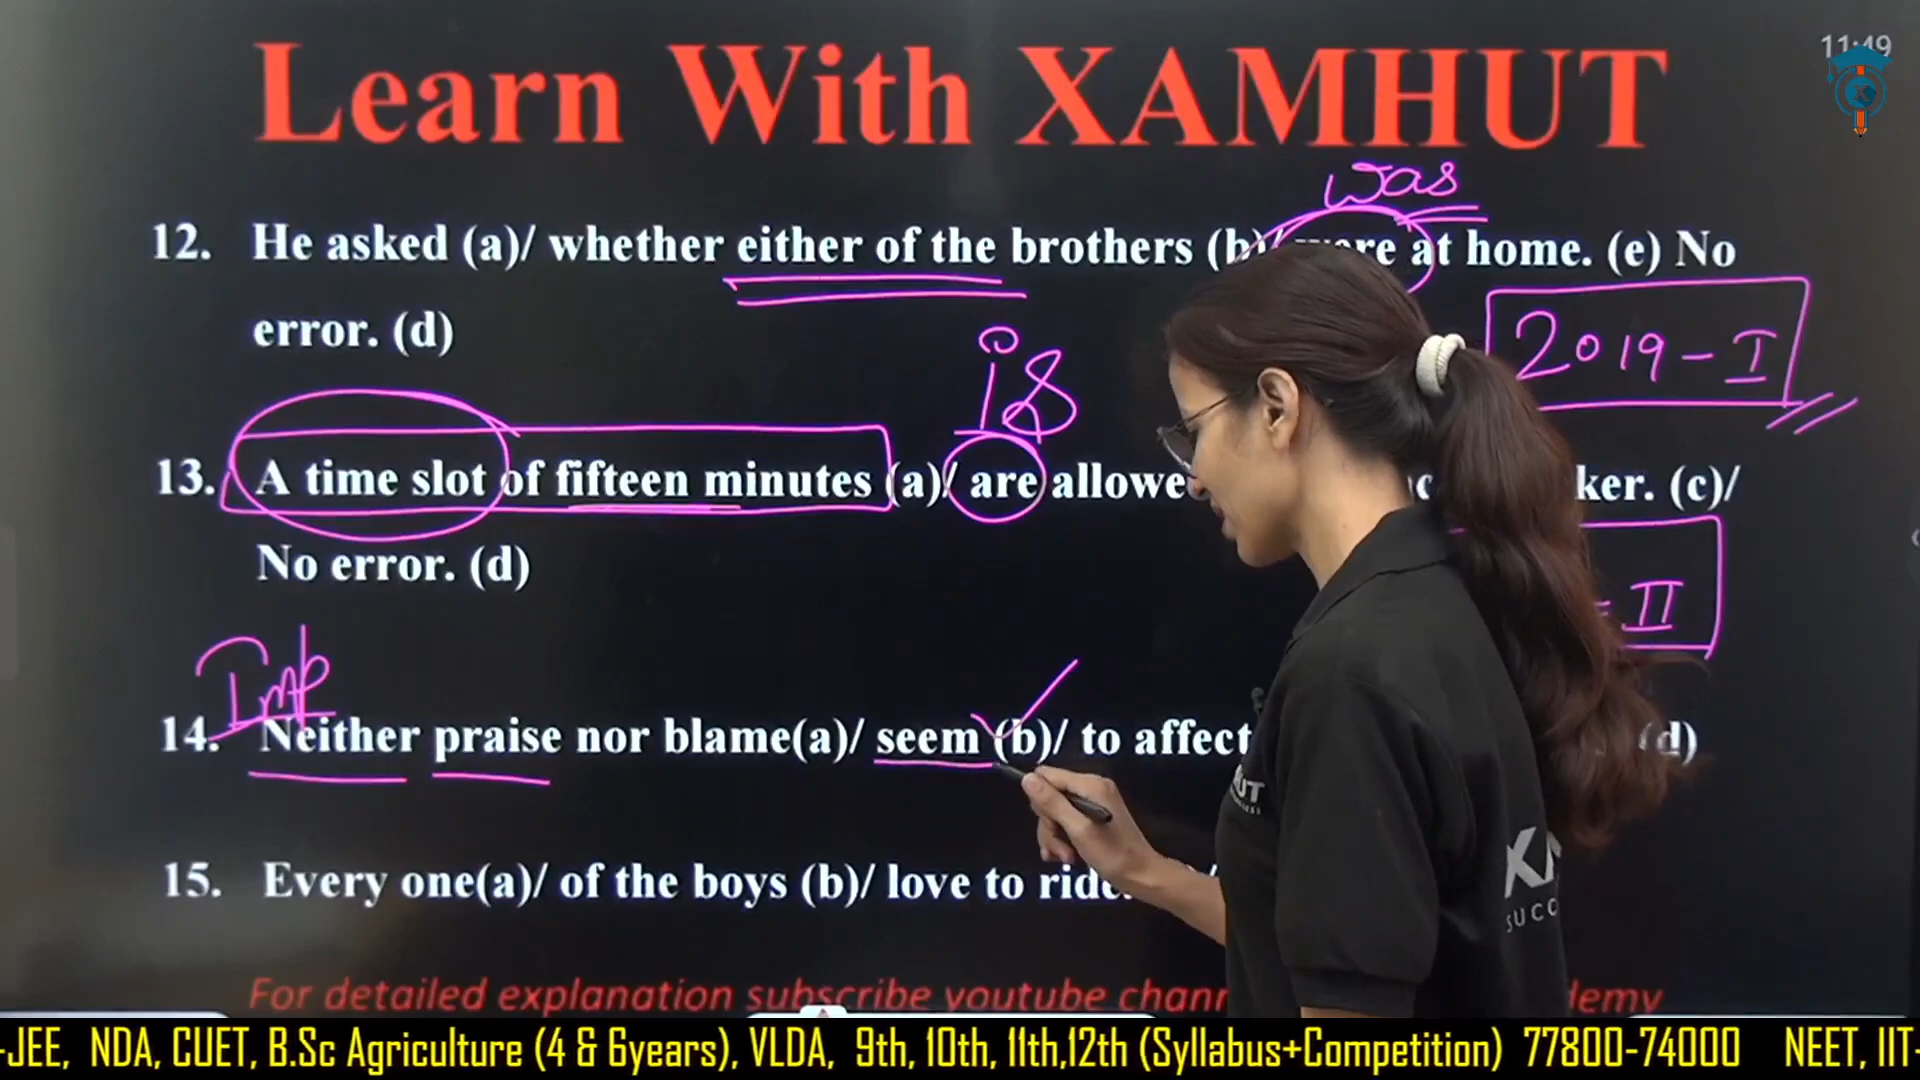 11:49
Learn With XAMHUT
was
12. He asked (a)/ whether either of the brothers (b)/ were at home. (e) No
error. (d)
2019-I
is
13. A time slot of fifteen minutes (a)/ are allowe ker. (c)/
No error. (d)
II
Imp
14. Neither praise nor blame(a)/ seem (b)/ to affect (d)
15. Every one(a)/ of the boys (b)/ love to ride.
For detailed explanation subscribe youtube chann demy
-JEE, NDA, CUET, B.Sc Agriculture (4 & 6years), VLDA, 9th, 10th, 11th,12th (Syllabus+Competition) 77800-74000 NEET, IIT-